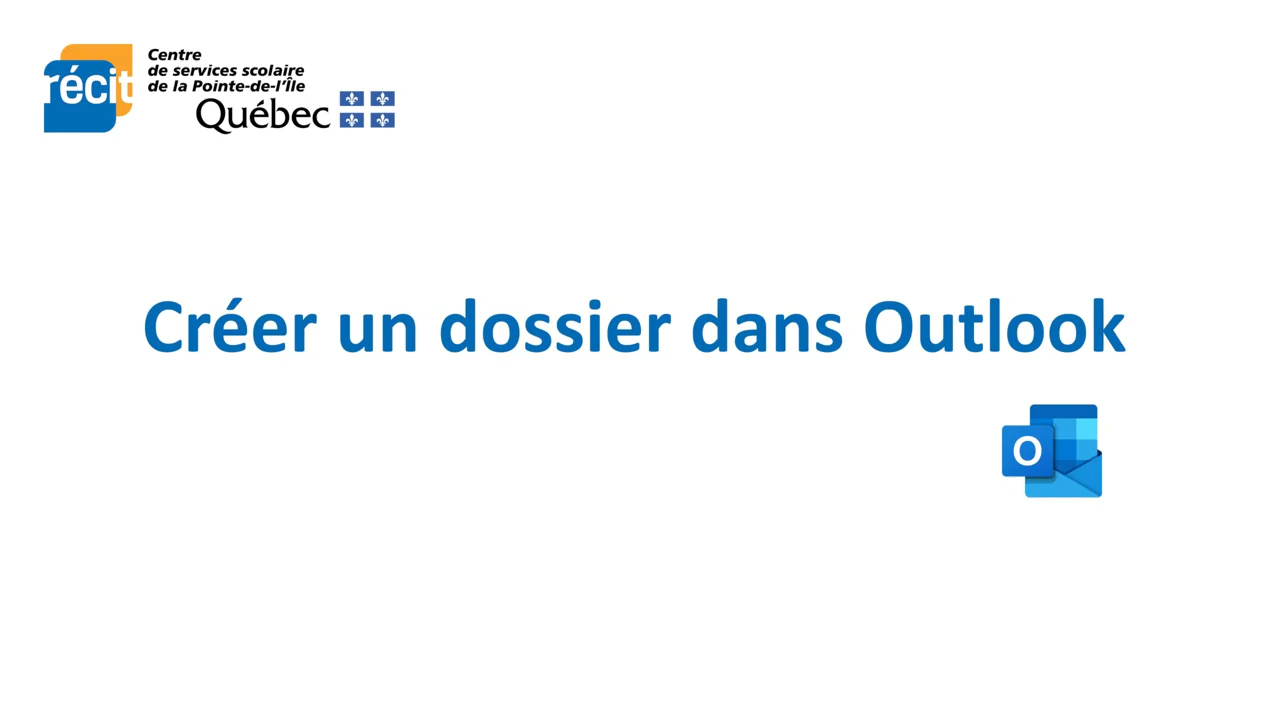 récit
Centre
de services scolaire
de la Pointe-de-l'Île
Québec
Créer un dossier dans Outlook
O